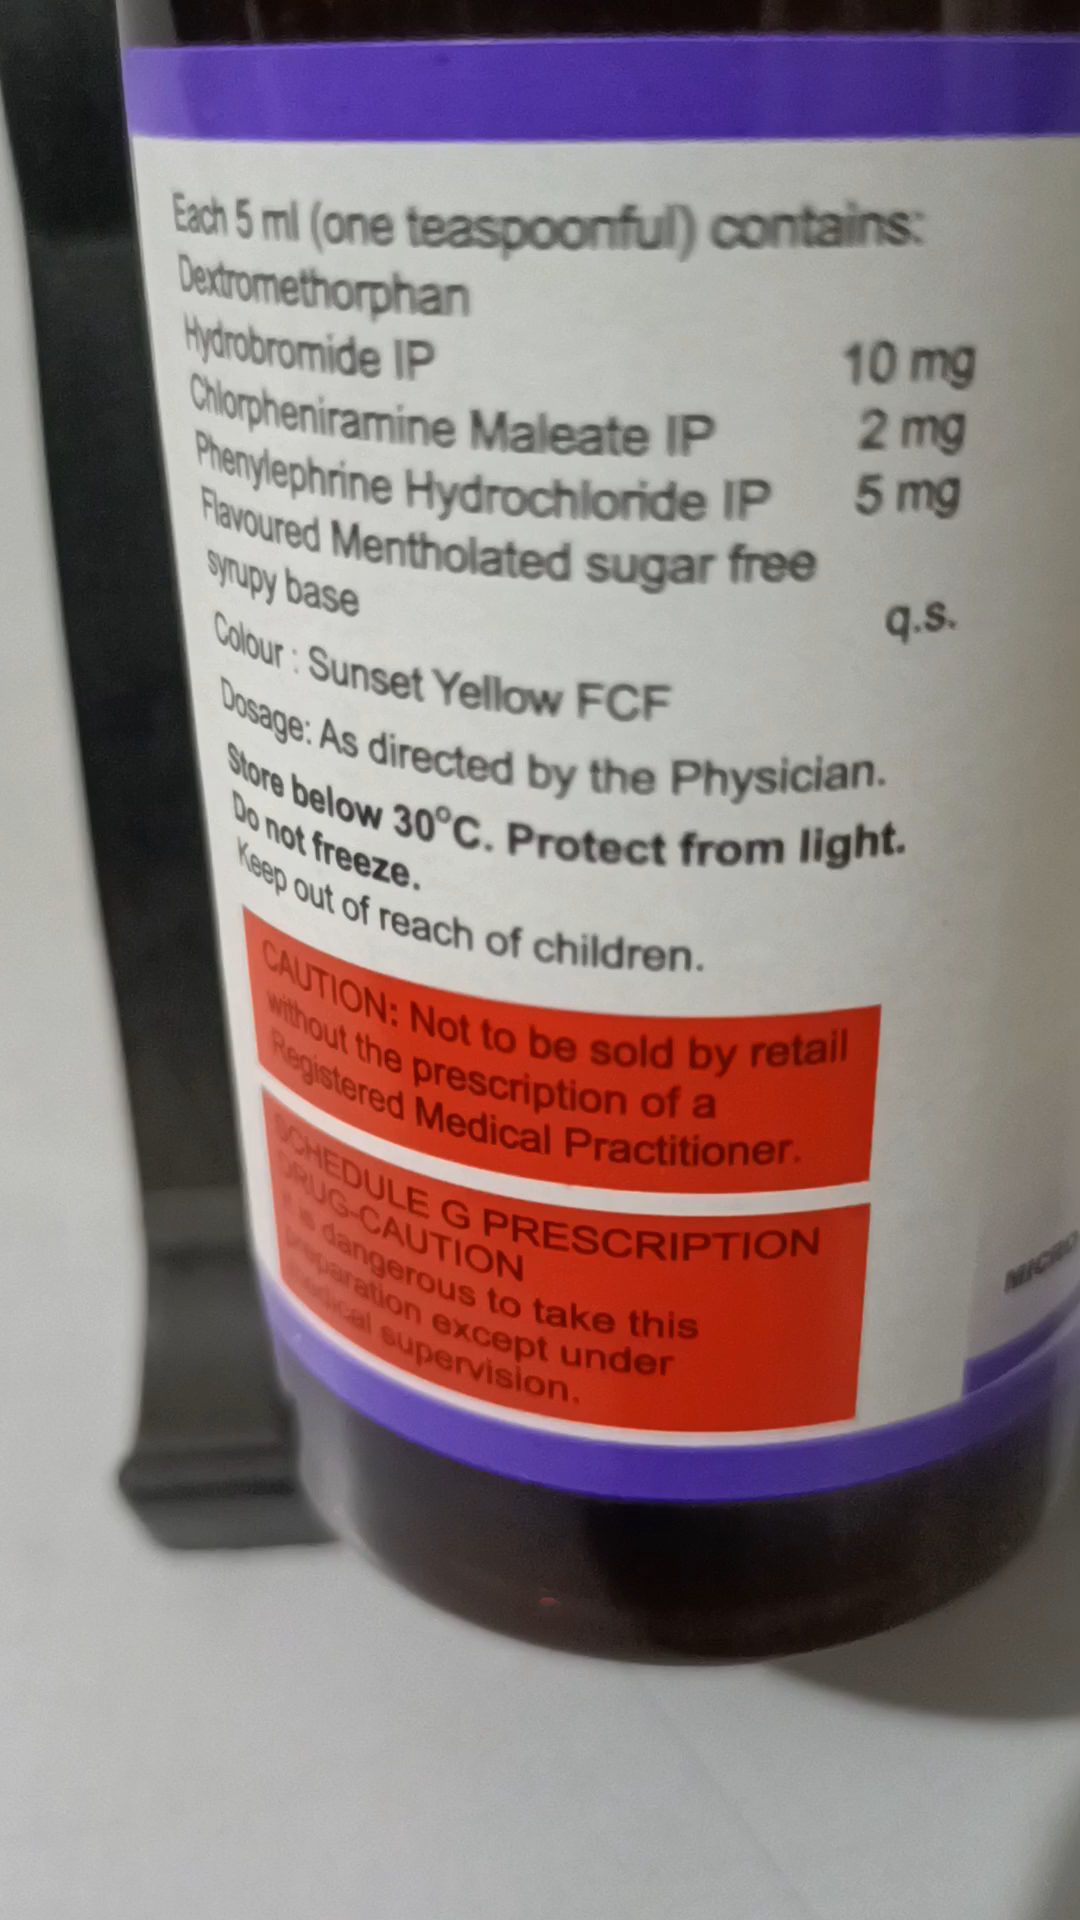 Each 5 ml (one teaspoonful) contains:
Dextromethorphan
Hydrobromide IP 10 mg
Chlorpheniramine Maleate IP 2 mg
Phenylephrine Hydrochloride IP 5 mg
Flavoured Mentholated sugar free
syrupy base q.s.
Colour : Sunset Yellow FCF
Dosage: As directed by the Physician.
Store below 30°C. Protect from light.
Do not freeze.
Keep out of reach of children.
CAUTION: Not to be sold by retail
without the prescription of a
Registered Medical Practitioner.
SCHEDULE G PRESCRIPTION
DRUG-CAUTION
It is dangerous to take this
preparation except under
medical supervision.
MICRO